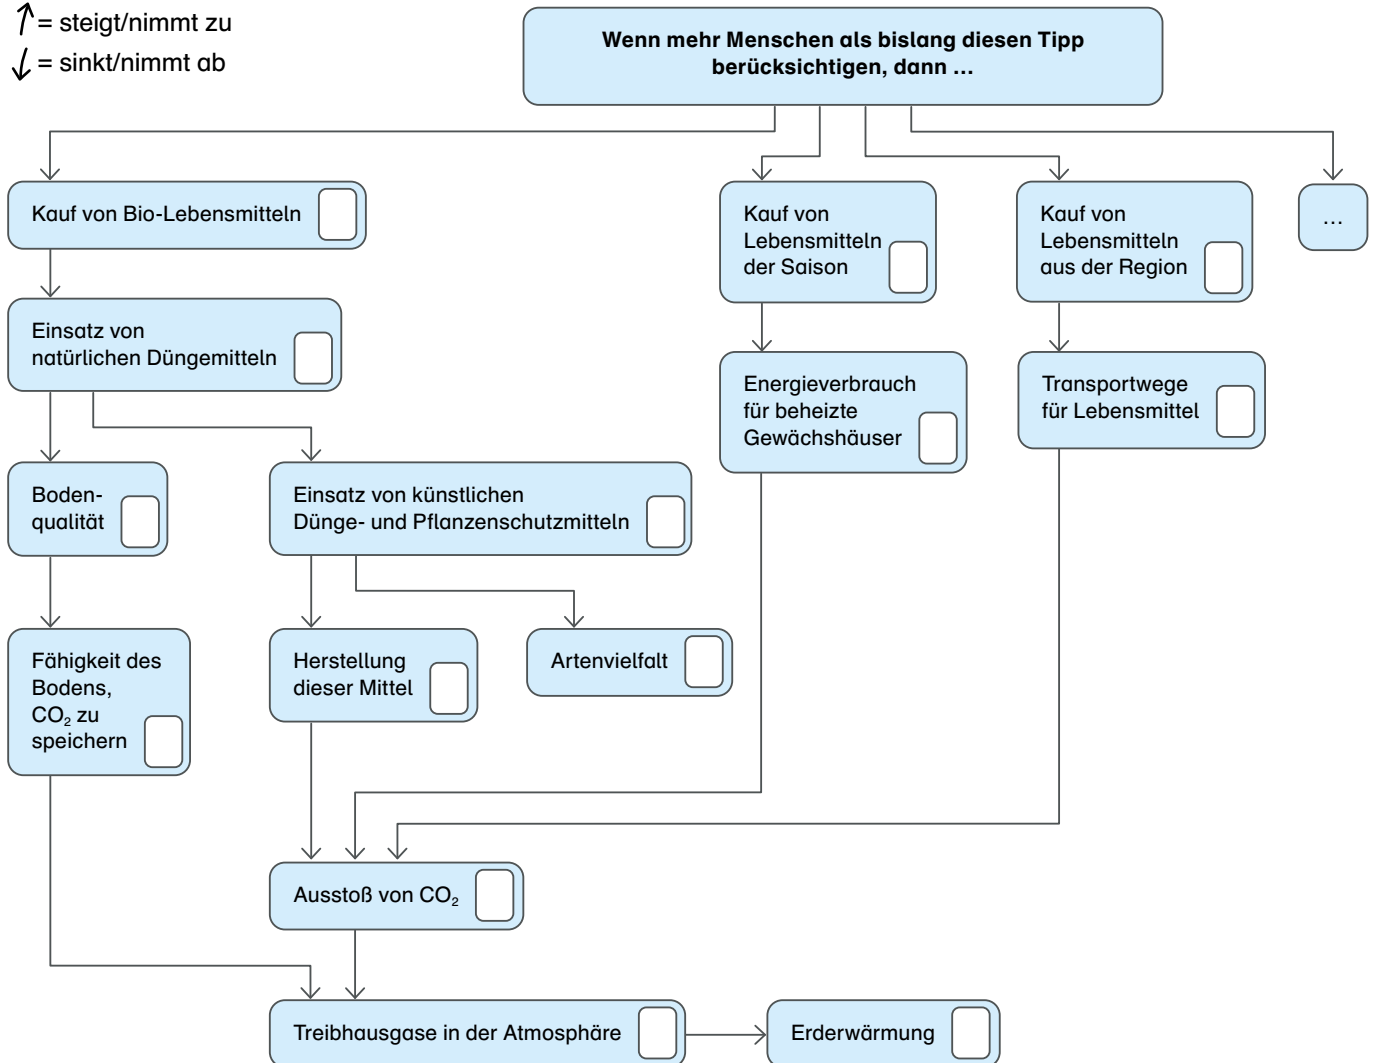 = steigt/nimmt zu
= sinkt/nimmt ab
Wenn mehr Menschen als bislang diesen Tipp
berücksichtigen, dann …
Kauf von Bio-Lebensmitteln
Kauf von
Lebensmitteln
der Saison
Kauf von
Lebensmitteln
aus der Region
…
Einsatz von
natürlichen Düngemitteln
Energieverbrauch
für beheizte
Gewächshäuser
Transportwege
für Lebensmittel
Boden-
qualität
Einsatz von künstlichen
Dünge- und Pflanzenschutzmitteln
Fähigkeit des
Bodens,
CO₂ zu
speichern
Herstellung
dieser Mittel
Artenvielfalt
Ausstoß von CO₂
Treibhausgase in der Atmosphäre
Erderwärmung